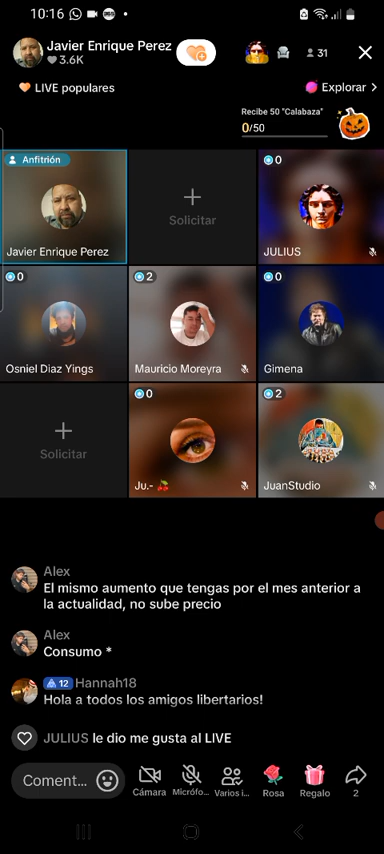 10:16
Javier Enrique Perez
3.6K
31
LIVE populares
Explorar >
Recibe 50 "Calabaza"
0/50
Anfitrión
Javier Enrique Perez
Solicitar
0
JULIUS
0
Osniel Diaz Yings
2
Mauricio Moreyra
0
Gimena
Solicitar
0
Ju.- 🍒
2
JuanStudio
Alex
El mismo aumento que tengas por el mes anterior a
la actualidad, no sube precio
Alex
Consumo *
12 Hannah18
Hola a todos los amigos libertarios!
JULIUS le dio me gusta al LIVE
Coment...
Cámara
Micrófo...
Varios i...
Rosa
Regalo
2